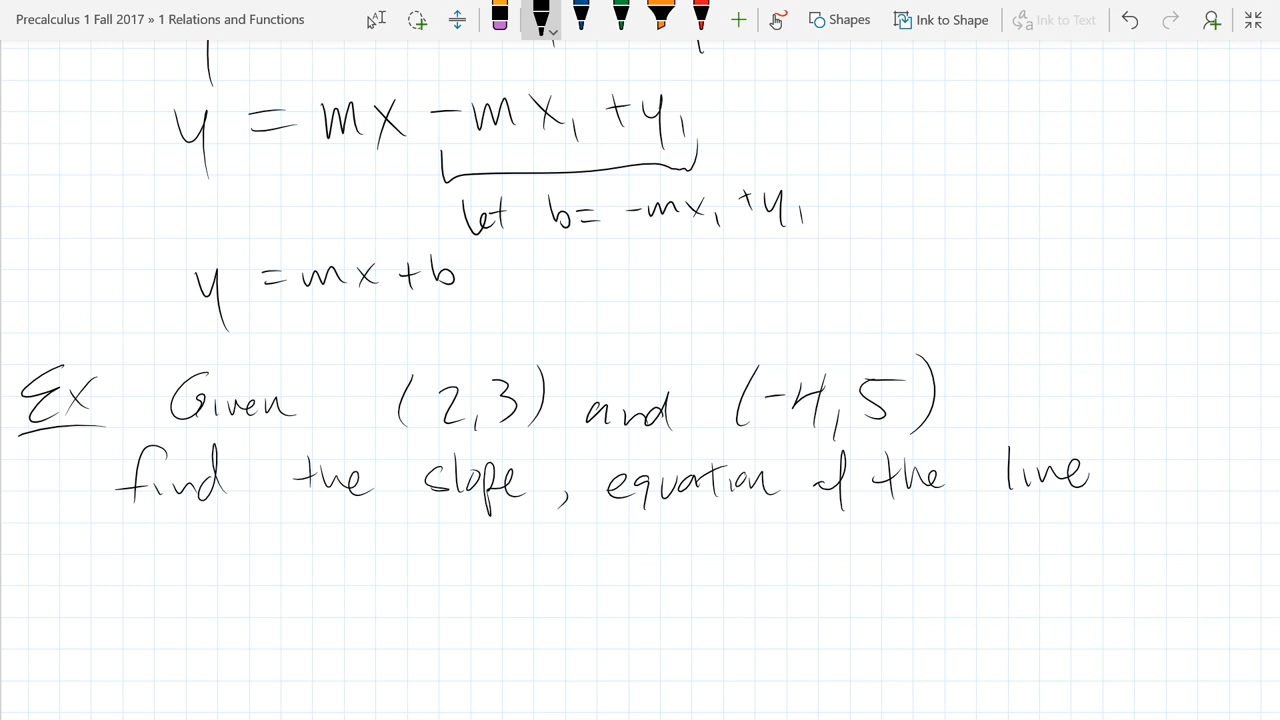 Precalculus 1 Fall 2017 » 1 Relations and Functions
Shapes
Ink to Shape
Ink to Text
y = mx - mx₁ + y₁
let b = -mx₁ + y₁
y = mx + b
Ex Given (2,3) and (-4,5)
find the slope, equation of the line